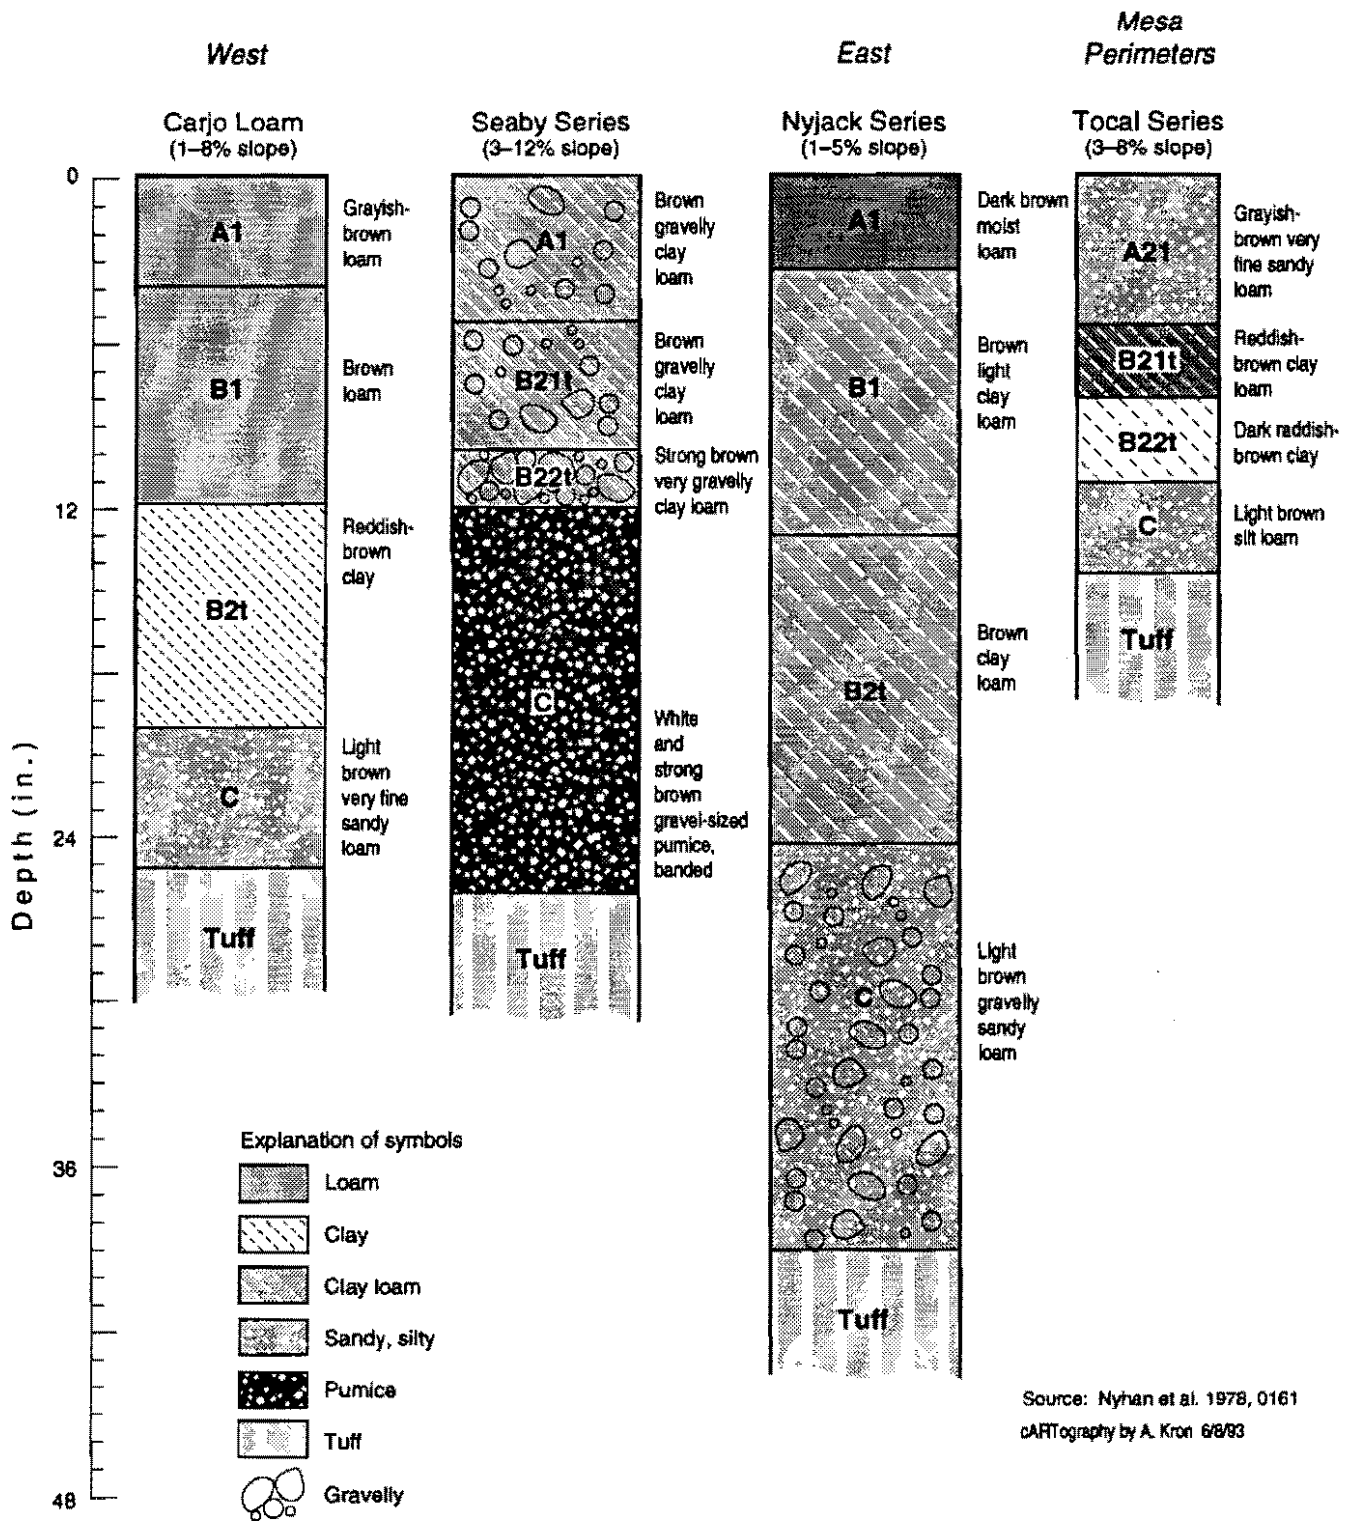 West
East
Mesa
Perimeters
Carjo Loam
(1–8% slope)
Seaby Series
(3–12% slope)
Nyjack Series
(1–5% slope)
Tocal Series
(3–8% slope)
Depth (in.)
0
12
24
36
48
A1
Grayish-
brown
loam
B1
Brown
loam
B2t
Reddish-
brown
clay
C
Light
brown
very fine
sandy
loam
Tuff
A1
Brown
gravelly
clay
loam
B21t
Brown
gravelly
clay
loam
B22t
Strong brown
very gravelly
clay loam
C
White
and
strong
brown
gravel-sized
pumice,
banded
Tuff
A1
Dark brown
moist
loam
B1
Brown
light
clay
loam
B2t
Brown
clay
loam
C
Light
brown
gravelly
sandy
loam
Tuff
A21
Grayish-
brown very
fine sandy
loam
B21t
Reddish-
brown clay
loam
B22t
Dark raddish-
brown clay
C
Light brown
silt loam
Tuff
Explanation of symbols
Loam
Clay
Clay loam
Sandy, silty
Pumice
Tuff
Gravelly
Source: Nyhan et al. 1978, 0161
cARTography by A. Kron 6/8/93